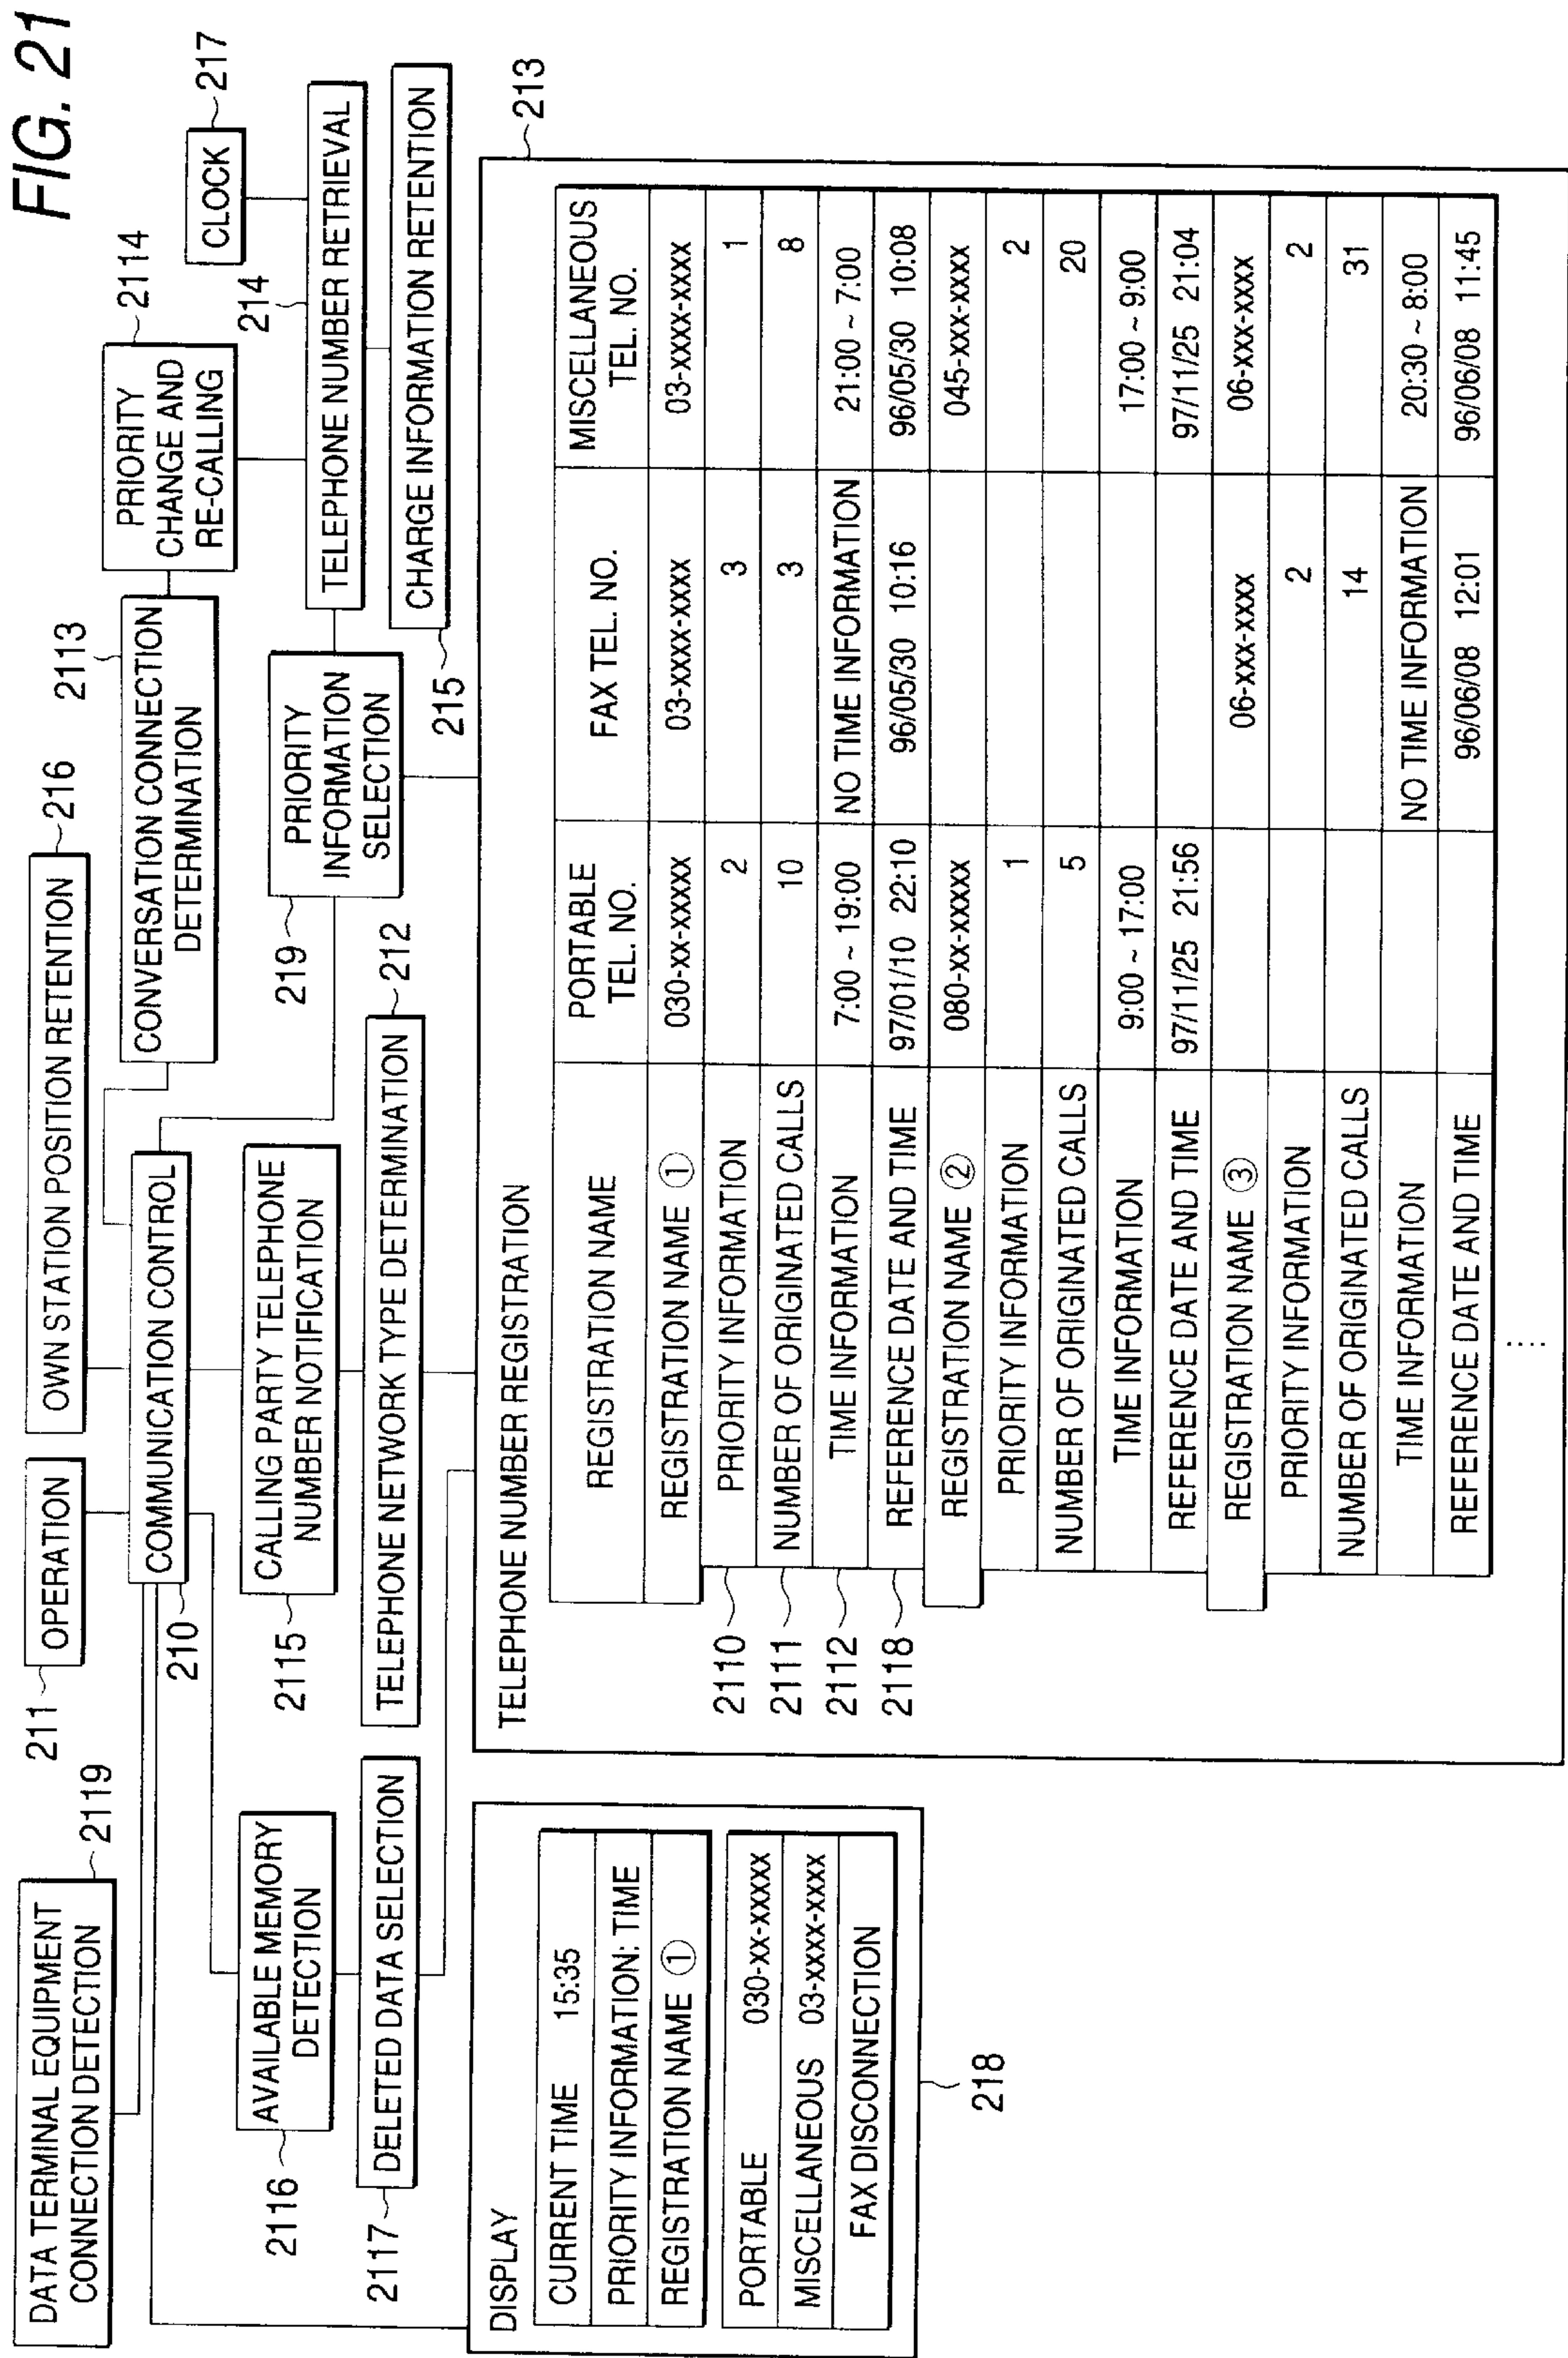 FIG. 21
DATA TERMINAL EQUIPMENT
CONNECTION DETECTION
2119
211
OPERATION
OWN STATION POSITION RETENTION
216
COMMUNICATION CONTROL
210
CONVERSATION CONNECTION
DETERMINATION
2113
PRIORITY
CHANGE AND
RE-CALLING
2114
CLOCK
217
AVAILABLE MEMORY
DETECTION
2116
CALLING PARTY TELEPHONE
NUMBER NOTIFICATION
2115
PRIORITY
INFORMATION
SELECTION
219
TELEPHONE NUMBER RETRIEVAL
214
DELETED DATA SELECTION
2117
TELEPHONE NETWORK TYPE DETERMINATION
212
CHARGE INFORMATION RETENTION
215
DISPLAY
CURRENT TIME 15:35
PRIORITY INFORMATION: TIME
REGISTRATION NAME ①
PORTABLE 030-xx-xxxxx
MISCELLANEOUS 03-xxxx-xxxx
FAX DISCONNECTION
218
TELEPHONE NUMBER REGISTRATION
213
REGISTRATION NAME PORTABLE TEL. NO. FAX TEL. NO. MISCELLANEOUS TEL. NO.
REGISTRATION NAME ① 030-xx-xxxxx 03-xxxx-xxxx 03-xxxx-xxxx
2110 PRIORITY INFORMATION 2 3 1
2111 NUMBER OF ORIGINATED CALLS 10 3 8
2112 TIME INFORMATION 7:00 ~ 19:00 NO TIME INFORMATION 21:00 ~ 7:00
2118 REFERENCE DATE AND TIME 97/01/10 22:10 96/05/30 10:16 96/05/30 10:08
REGISTRATION NAME ② 080-xx-xxxxx 045-xxx-xxxx
PRIORITY INFORMATION 1 2
NUMBER OF ORIGINATED CALLS 5 20
TIME INFORMATION 9:00 ~ 17:00 17:00 ~ 9:00
REFERENCE DATE AND TIME 97/11/25 21:56 97/11/25 21:04
REGISTRATION NAME ③ 06-xxx-xxxx 06-xxx-xxxx
PRIORITY INFORMATION 2 2
NUMBER OF ORIGINATED CALLS 14 31
TIME INFORMATION NO TIME INFORMATION 20:30 ~ 8:00
REFERENCE DATE AND TIME 96/06/08 12:01 96/06/08 11:45